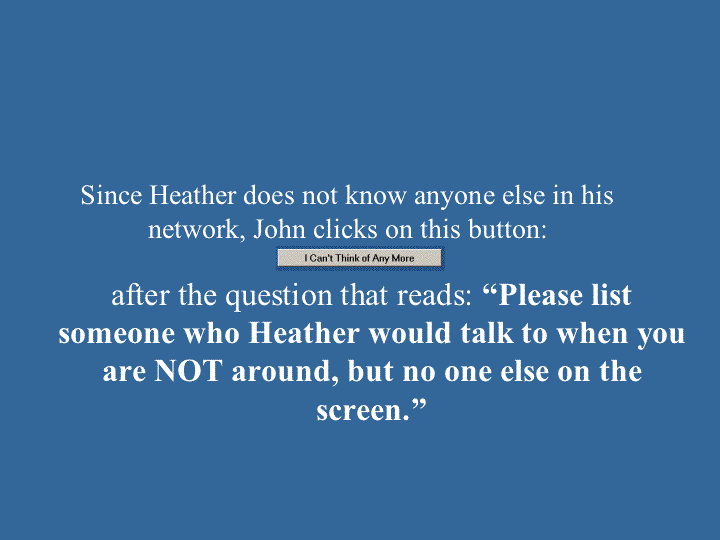 Since Heather does not know anyone else in his
network, John clicks on this button:
I Can't Think of Any More
after the question that reads: “Please list
someone who Heather would talk to when you
are NOT around, but no one else on the
screen.”